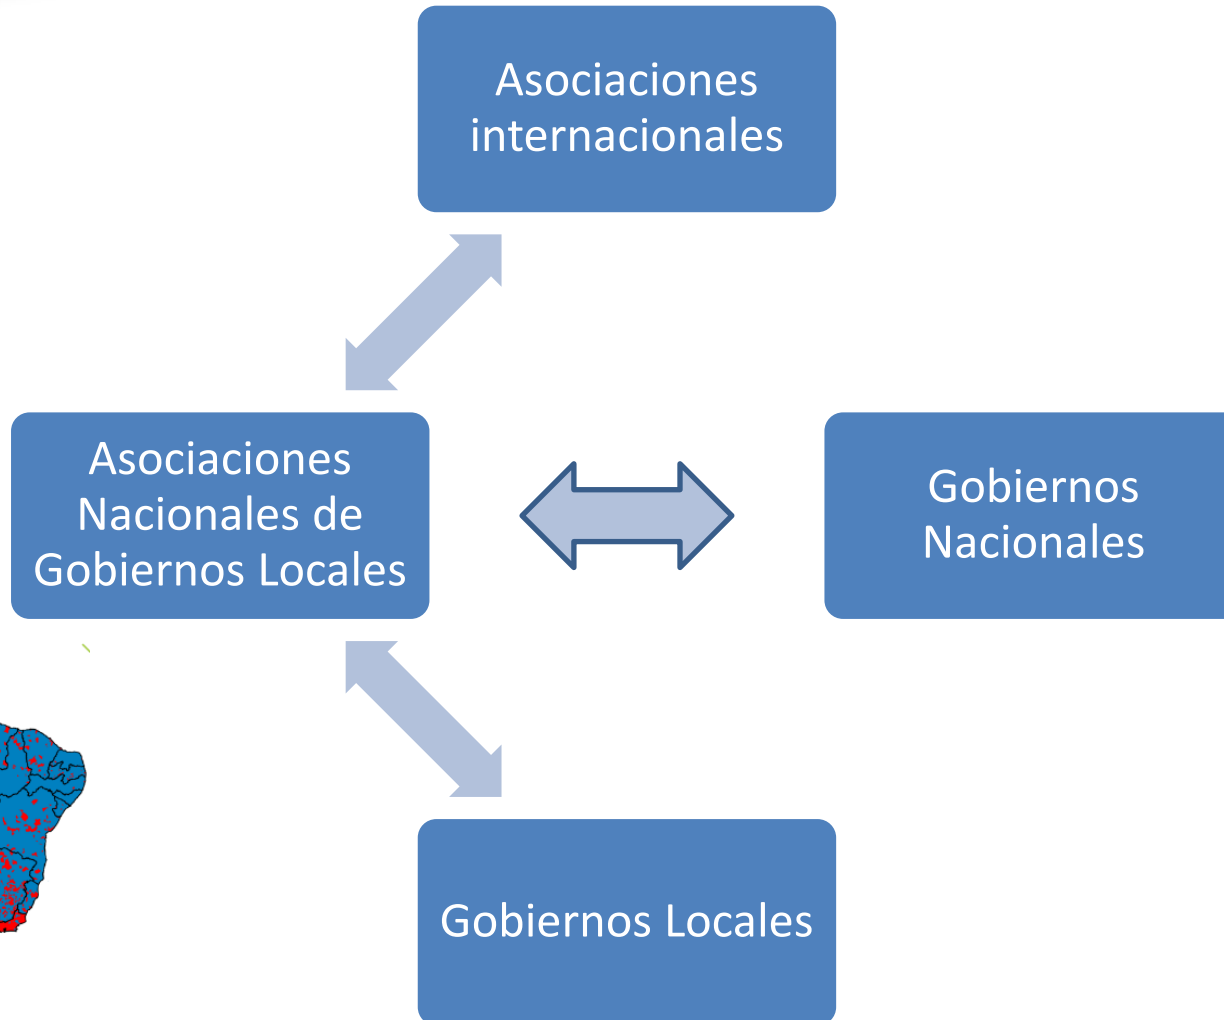 Asociaciones
internacionales
Asociaciones
Nacionales de
Gobiernos Locales
Gobiernos
Nacionales
Gobiernos Locales